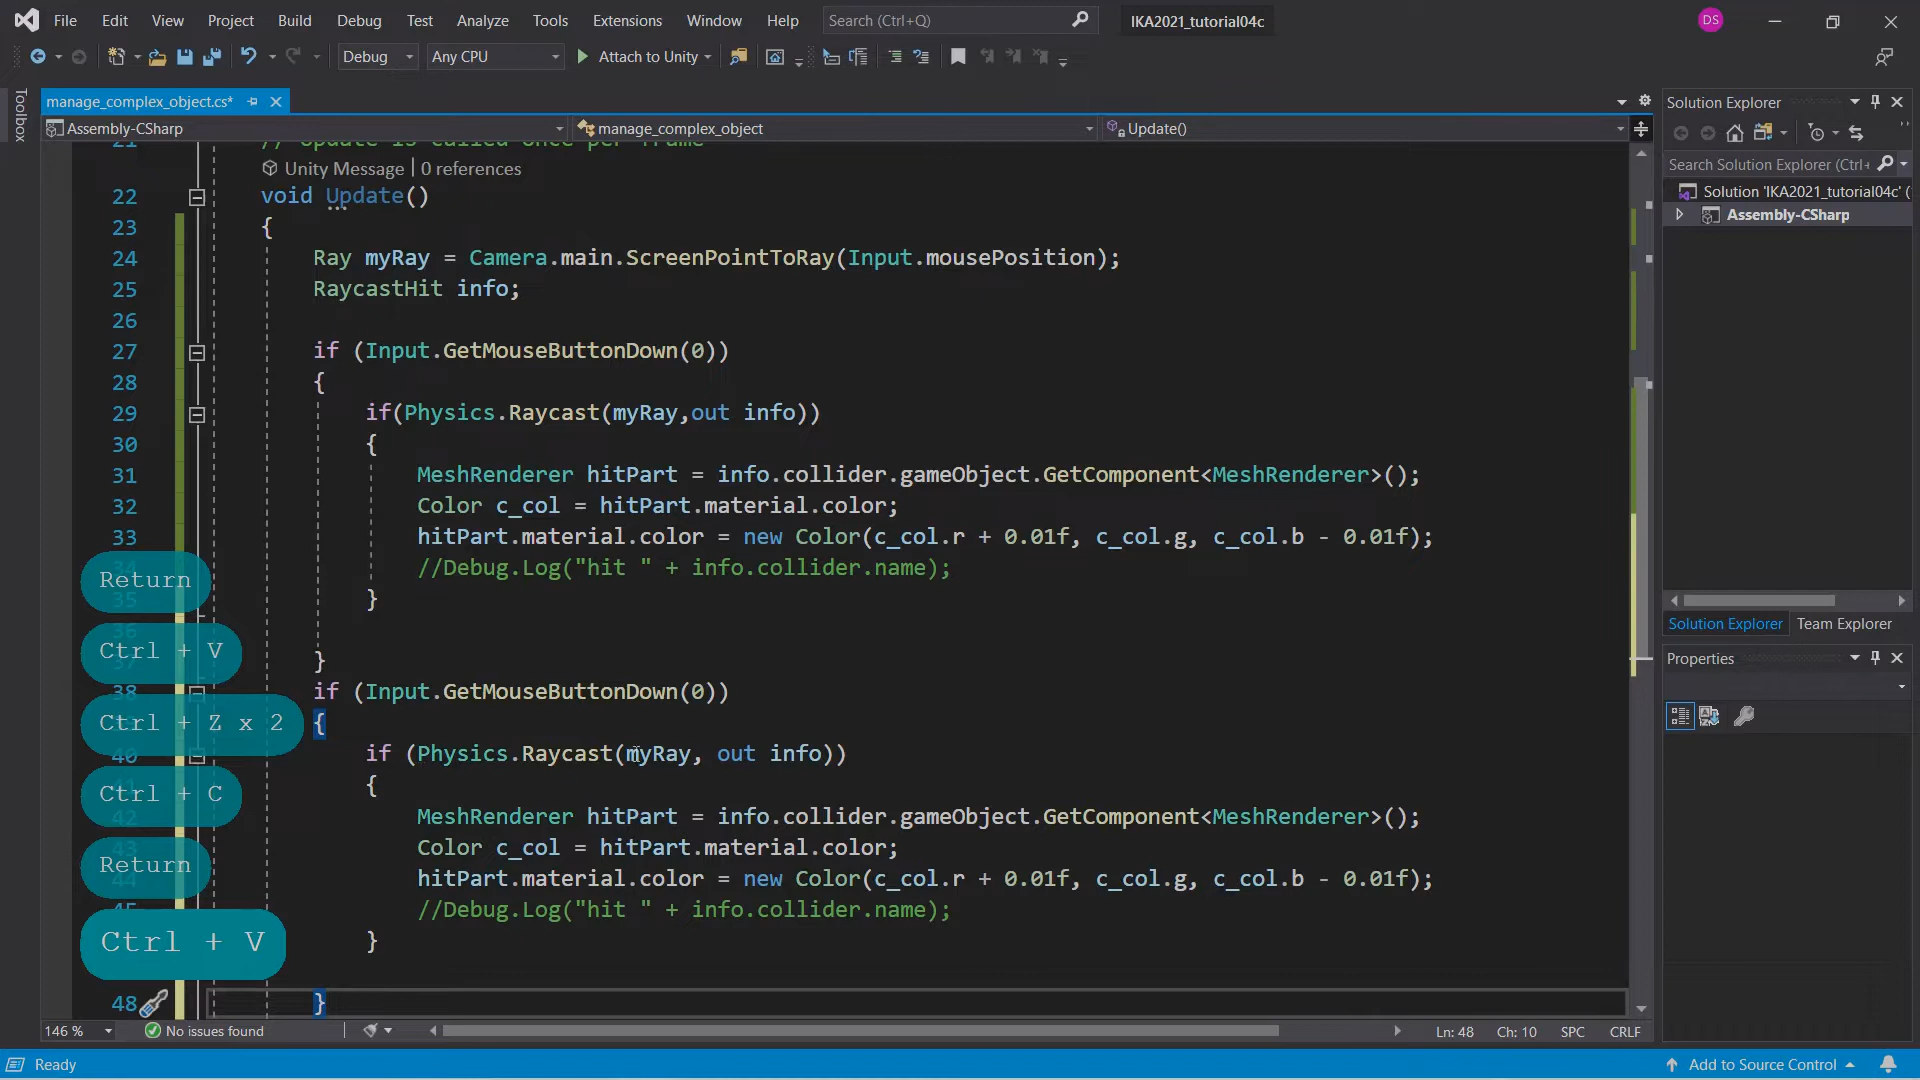 File Edit View Project Build Debug Test Analyze Tools Extensions Window Help Search (Ctrl+Q) IKA2021_tutorial04c DS
Debug Any CPU Attach to Unity
Toolbox
manage_complex_object.cs*
Assembly-CSharp manage_complex_object Update()
21 // Update is called once per frame
Unity Message | 0 references
22 void Update()
23 {
24 Ray myRay = Camera.main.ScreenPointToRay(Input.mousePosition);
25 RaycastHit info;
26
27 if (Input.GetMouseButtonDown(0))
28 {
29 if(Physics.Raycast(myRay,out info))
30 {
31 MeshRenderer hitPart = info.collider.gameObject.GetComponent<MeshRenderer>();
32 Color c_col = hitPart.material.color;
33 hitPart.material.color = new Color(c_col.r + 0.01f, c_col.g, c_col.b - 0.01f);
34 //Debug.Log("hit " + info.collider.name);
35 }
36
37 }
38 if (Input.GetMouseButtonDown(0))
{
40 if (Physics.Raycast(myRay, out info))
{
42 MeshRenderer hitPart = info.collider.gameObject.GetComponent<MeshRenderer>();
43 Color c_col = hitPart.material.color;
44 hitPart.material.color = new Color(c_col.r + 0.01f, c_col.g, c_col.b - 0.01f);
45 //Debug.Log("hit " + info.collider.name);
}
48 }
Return
Ctrl + V
Ctrl + Z x 2
Ctrl + C
Return
Ctrl + V
146 % No issues found Ln: 48 Ch: 10 SPC CRLF
Ready Add to Source Control
Solution Explorer
Search Solution Explorer (Ctrl+
Solution 'IKA2021_tutorial04c' (
Assembly-CSharp
Solution Explorer Team Explorer
Properties